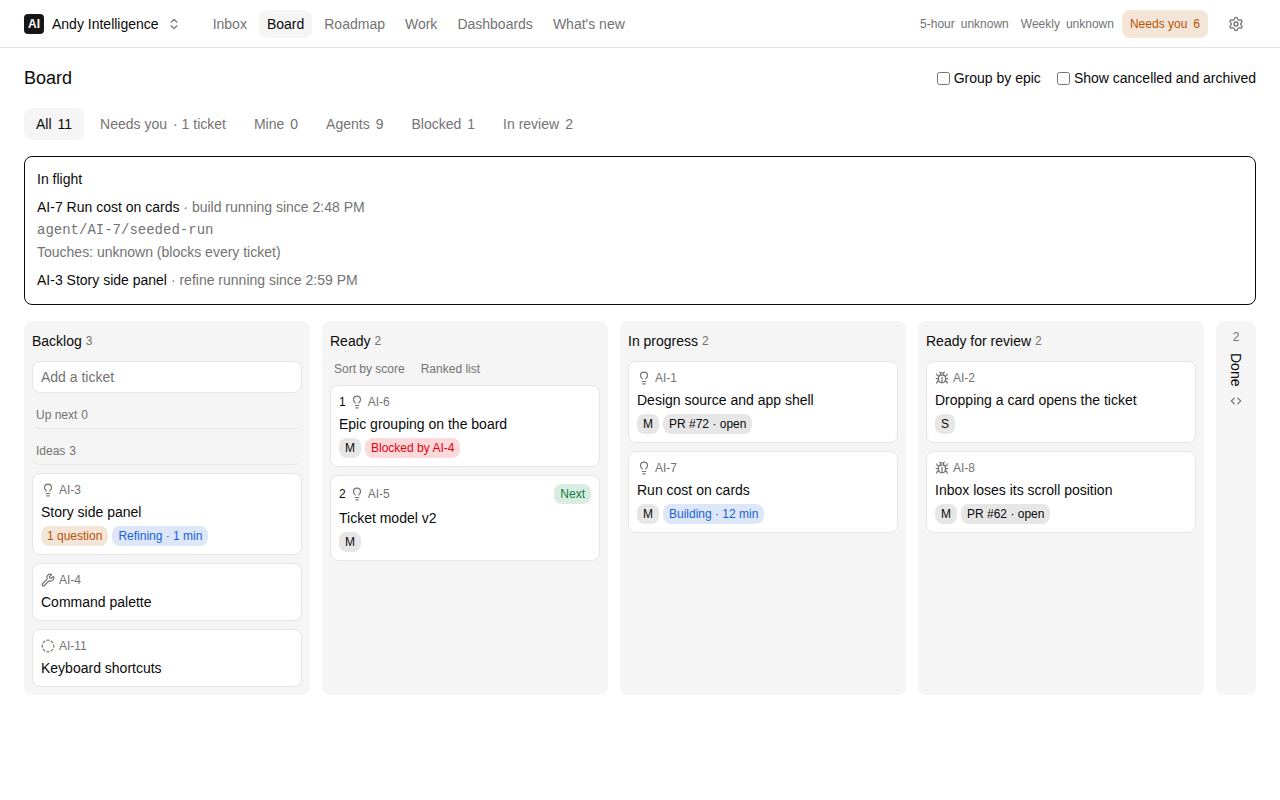 AI Andy Intelligence Inbox Board Roadmap Work Dashboards What's new 5-hour unknown Weekly unknown Needs you 6
Board Group by epic Show cancelled and archived
All 11 Needs you · 1 ticket Mine 0 Agents 9 Blocked 1 In review 2
In flight
AI-7 Run cost on cards · build running since 2:48 PM
agent/AI-7/seeded-run
Touches: unknown (blocks every ticket)
AI-3 Story side panel · refine running since 2:59 PM
Backlog 3
Add a ticket
Up next 0
Ideas 3
AI-3
Story side panel
1 question Refining · 1 min
AI-4
Command palette
AI-11
Keyboard shortcuts
Ready 2
Sort by score Ranked list
1 AI-6
Epic grouping on the board
M Blocked by AI-4
2 AI-5 Next
Ticket model v2
M
In progress 2
AI-1
Design source and app shell
M PR #72 · open
AI-7
Run cost on cards
M Building · 12 min
Ready for review 2
AI-2
Dropping a card opens the ticket
S
AI-8
Inbox loses its scroll position
M PR #62 · open
2
Done